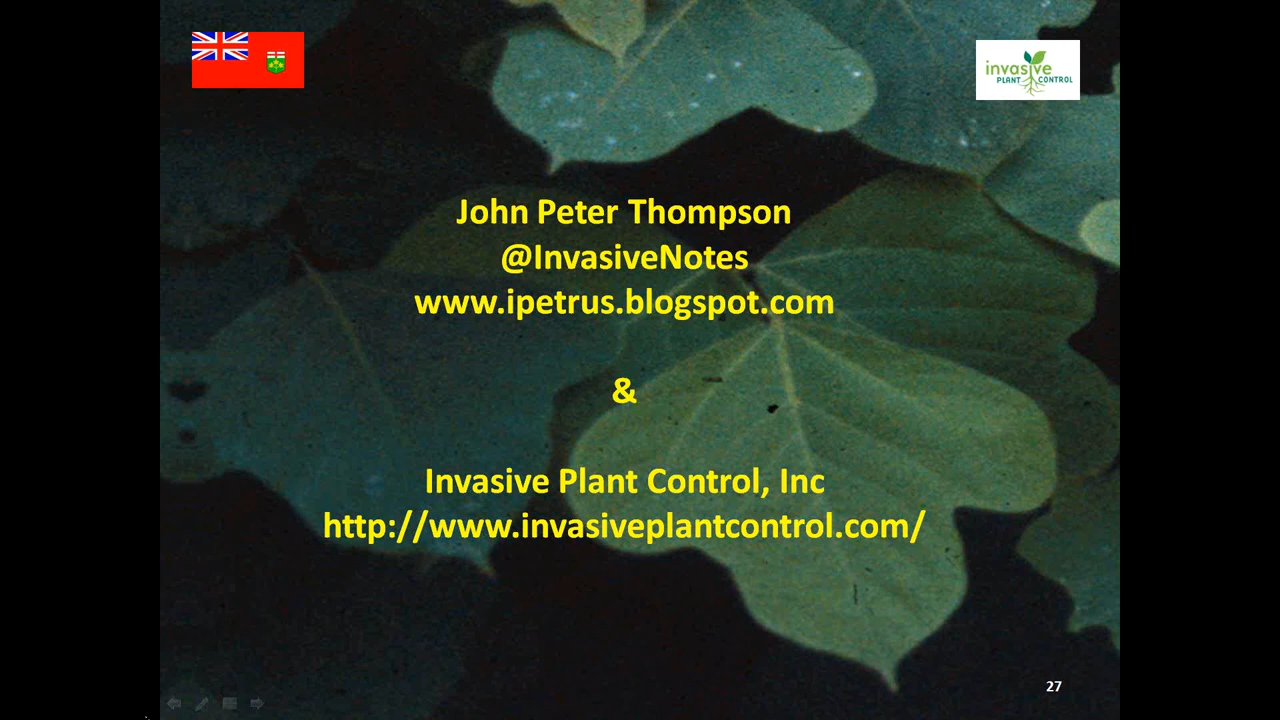 invasive
PLANT CONTROL
John Peter Thompson
@InvasiveNotes
www.ipetrus.blogspot.com
&
Invasive Plant Control, Inc
http://www.invasiveplantcontrol.com/
27